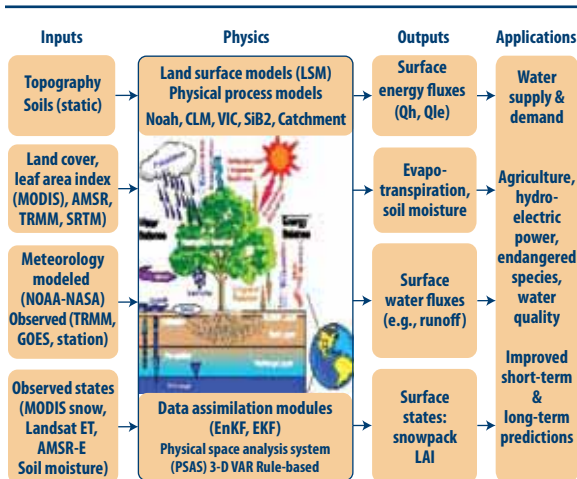 Inputs
Physics
Outputs
Applications
Topography
Soils (static)
Land cover,
leaf area index
(MODIS), AMSR,
TRMM, SRTM)
Meteorology
modeled
(NOAA-NASA)
Observed (TRMM,
GOES, station)
Observed states
(MODIS snow,
Landsat ET,
AMSR-E
Soil moisture)
Land surface models (LSM)
Physical process models
Noah, CLM, VIC, SiB2, Catchment
Data assimilation modules
(EnKF, EKF)
Physical space analysis system
(PSAS) 3-D VAR Rule-based
Surface
energy fluxes
(Qh, Qle)
Evapo-
transpiration,
soil moisture
Surface
water fluxes
(e.g., runoff)
Surface
states:
snowpack
LAI
Water
supply &
demand
Agriculture,
hydro-
electric
power,
endangered
species,
water
quality
Improved
short-term
&
long-term
predictions